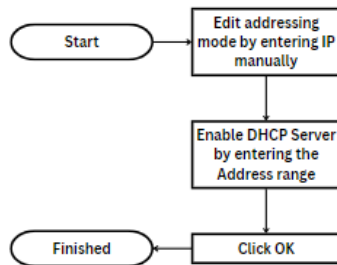 Start
Edit addressing
mode by entering IP
manually
Enable DHCP Server
by entering the
Address range
Click OK
Finished